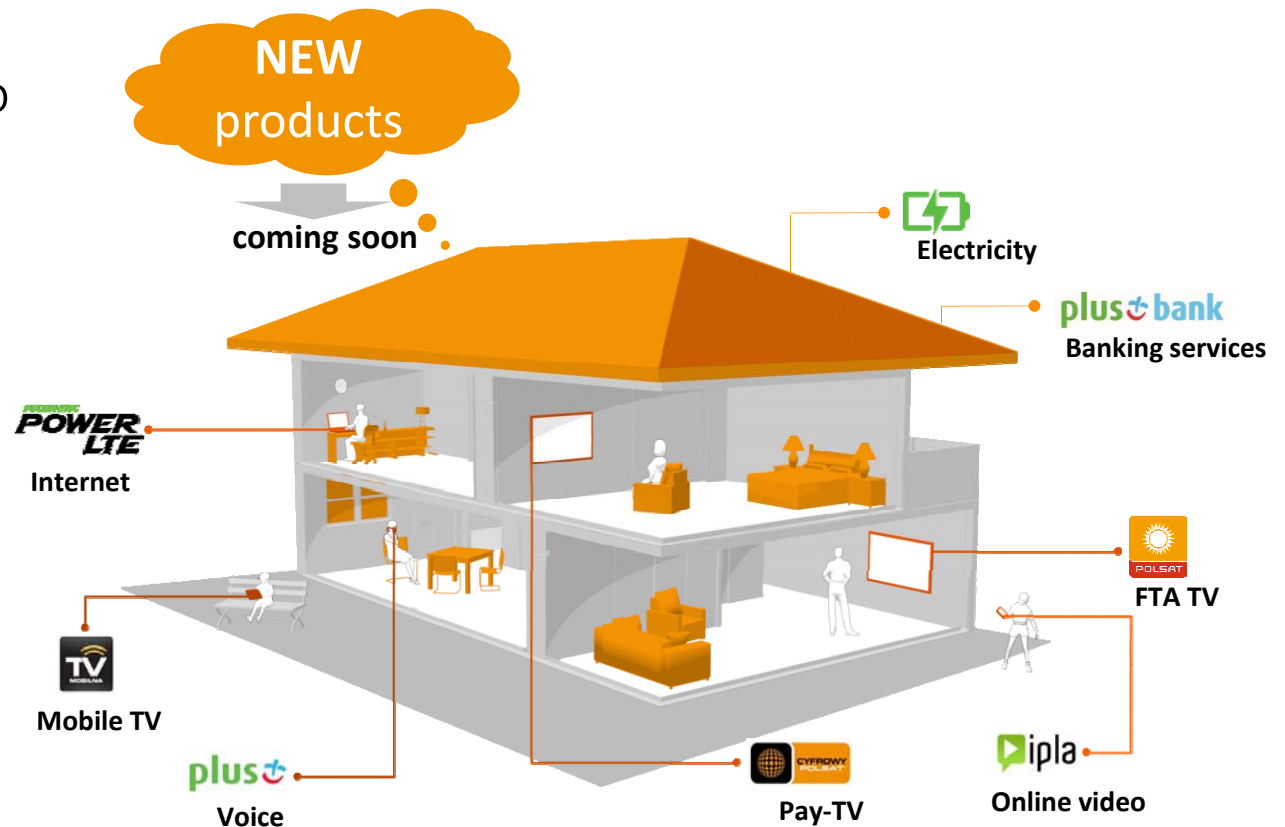 NEW
products
coming soon
Electricity
plus bank
Banking services
POWER
LTE
Internet
POLSAT
FTA TV
TV
MOBILNA
Mobile TV
plus
Voice
CYFROWY
POLSAT
Pay-TV
ipla
Online video